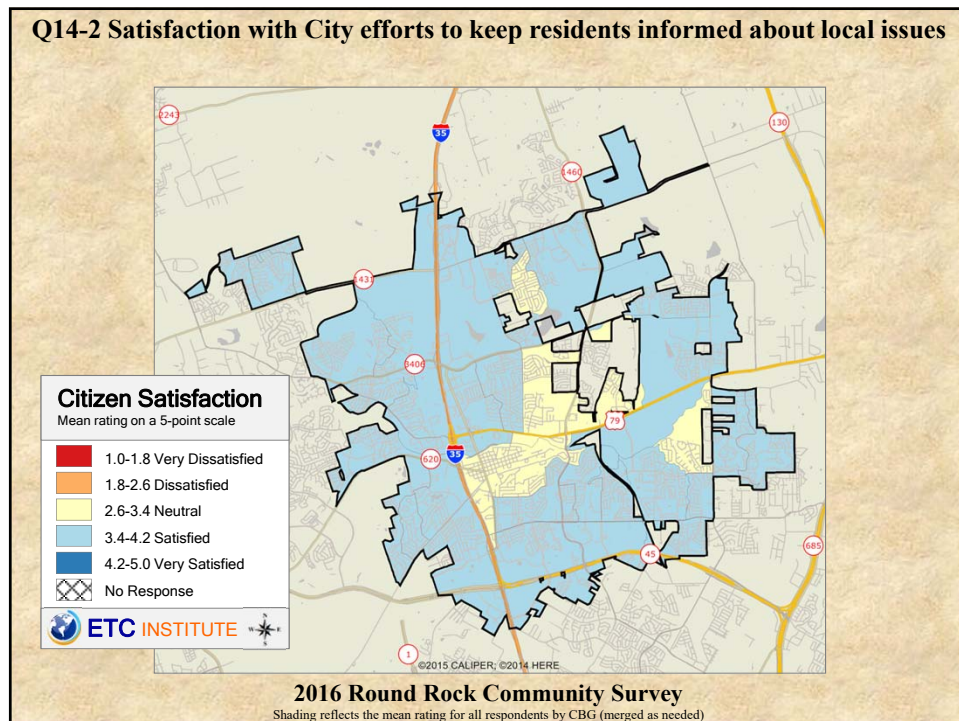 Q14-2 Satisfaction with City efforts to keep residents informed about local issues
2243
35
130
1460
1431
3406
79
620
35
45
685
1
Citizen Satisfaction
Mean rating on a 5-point scale
1.0-1.8 Very Dissatisfied
1.8-2.6 Dissatisfied
2.6-3.4 Neutral
3.4-4.2 Satisfied
4.2-5.0 Very Satisfied
No Response
ETC INSTITUTE
©2015 CALIPER; ©2014 HERE
2016 Round Rock Community Survey
Shading reflects the mean rating for all respondents by CBG (merged as needed)